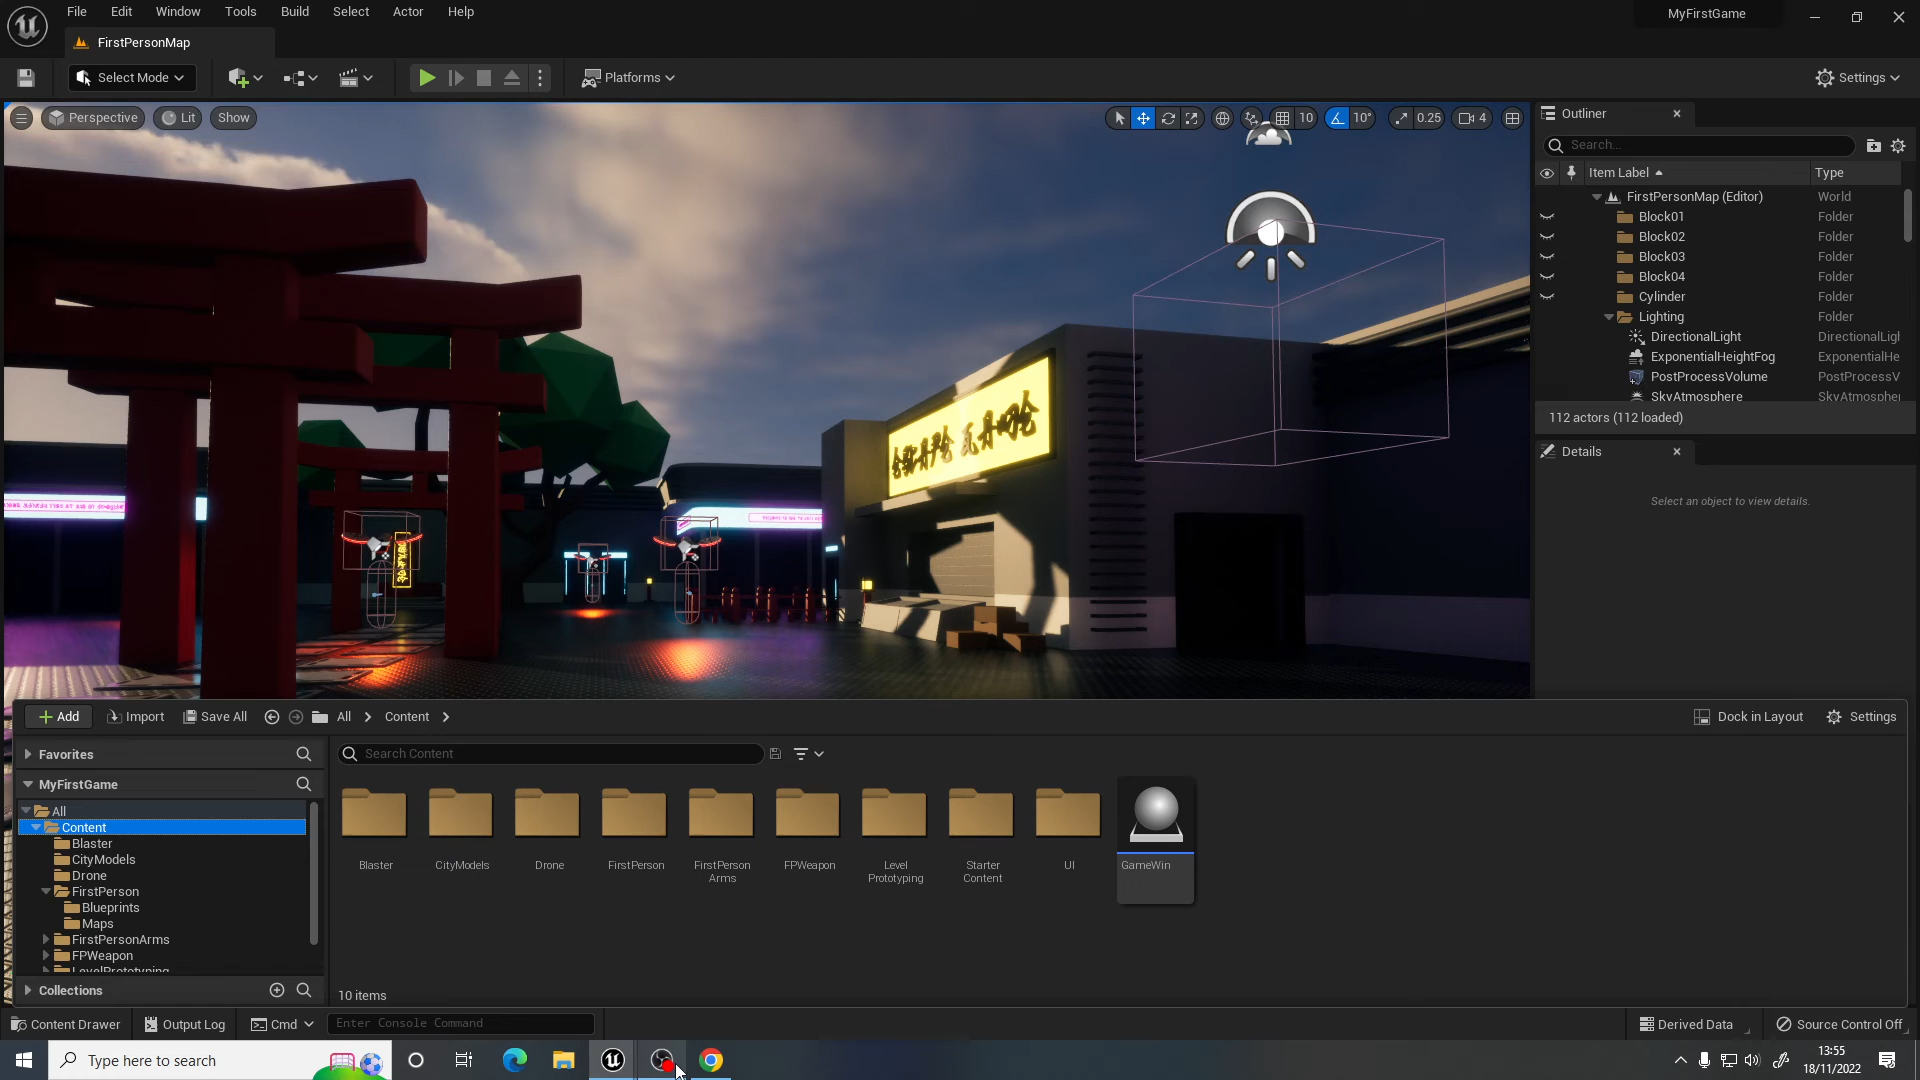 File Edit Window Tools Build Select Actor Help
MyFirstGame
FirstPersonMap
Select Mode
Platforms
Settings
Perspective Lit Show
10 10° 0.25 4
Outliner
Search...
Item Label Type
FirstPersonMap (Editor) World
Block01 Folder
Block02 Folder
Block03 Folder
Block04 Folder
Cylinder Folder
Lighting Folder
DirectionalLight DirectionalLigl
ExponentialHeightFog ExponentialHe
PostProcessVolume PostProcessV
SkyAtmosphere SkyAtmospher
112 actors (112 loaded)
Details
Select an object to view details.
Add Import Save All All Content
Dock in Layout Settings
Favorites
MyFirstGame
All
Content
Blaster
CityModels
Drone
FirstPerson
Blueprints
Maps
FirstPersonArms
FPWeapon
LevelPrototyping
Collections
Search Content
Blaster
CityModels
Drone
FirstPerson
FirstPerson
Arms
FPWeapon
Level
Prototyping
Starter
Content
UI
GameWin
10 items
Content Drawer Output Log Cmd Enter Console Command
Derived Data Source Control Off
Type here to search
13:55
18/11/2022